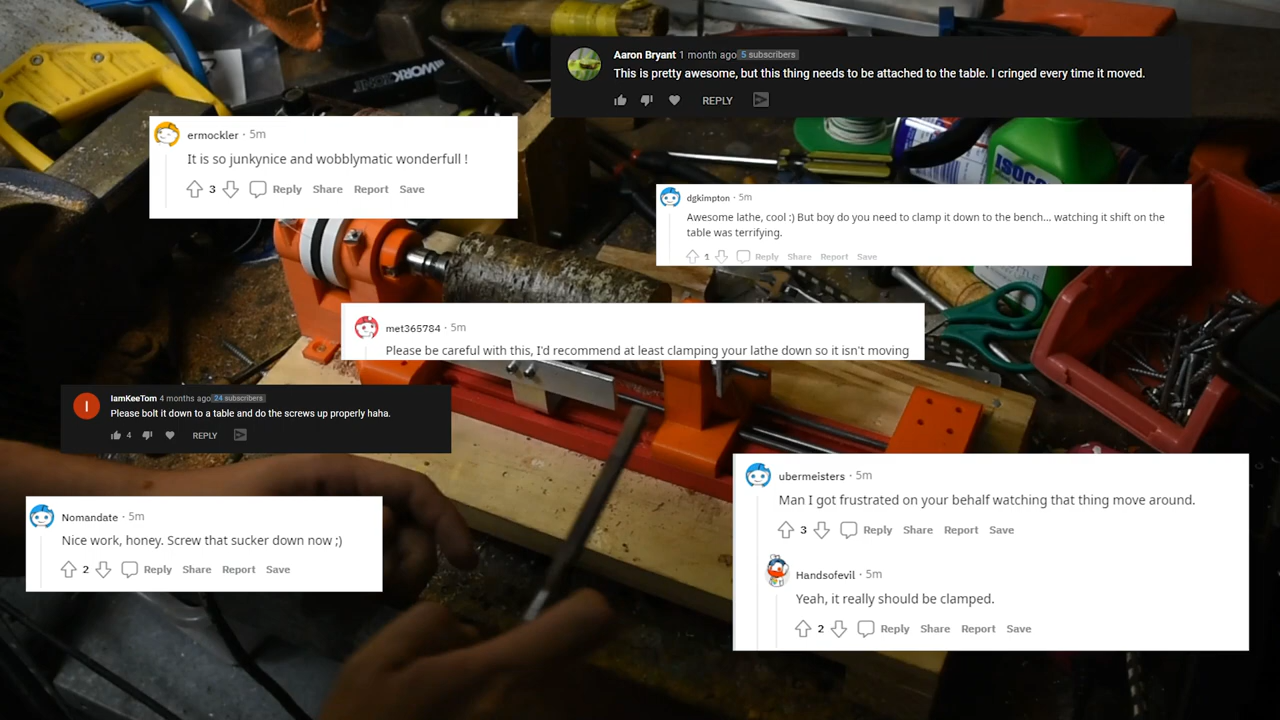 WORKPRO
Aaron Bryant 1 month ago 5 subscribers
This is pretty awesome, but this thing needs to be attached to the table. I cringed every time it moved.
REPLY
ermockler · 5m
It is so junkynice and wobblymatic wonderfull !
3 Reply Share Report Save
ISOCO
dgkimpton · 5m
Awesome lathe, cool :) But boy do you need to clamp it down to the bench... watching it shift on the
table was terrifying.
1 Reply Share Report Save
met365784 · 5m
Please be careful with this, I'd recommend at least clamping your lathe down so it isn't moving
I
IamKeeTom 4 months ago 24 subscribers
Please bolt it down to a table and do the screws up properly haha.
4 REPLY
ubermeisters · 5m
Man I got frustrated on your behalf watching that thing move around.
3 Reply Share Report Save
Nomandate · 5m
Nice work, honey. Screw that sucker down now ;)
2 Reply Share Report Save
Handsofevil · 5m
Yeah, it really should be clamped.
2 Reply Share Report Save